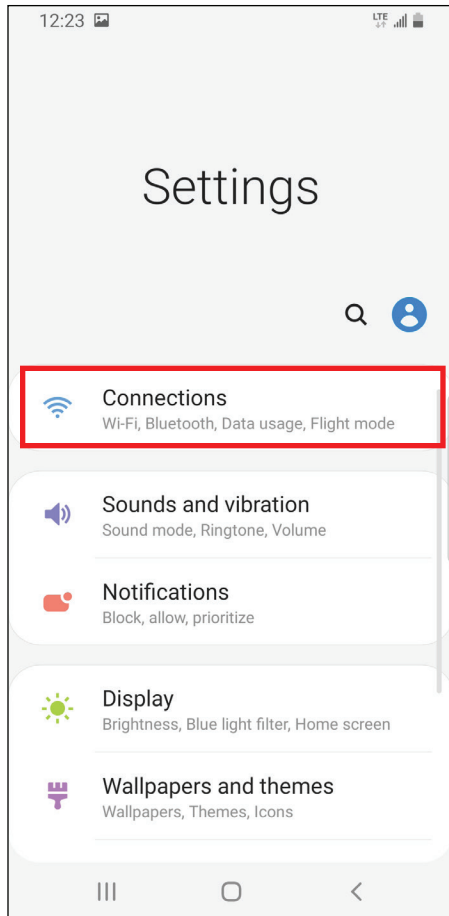 12:23 LTE
Settings
Connections
Wi-Fi, Bluetooth, Data usage, Flight mode
Sounds and vibration
Sound mode, Ringtone, Volume
Notifications
Block, allow, prioritize
Display
Brightness, Blue light filter, Home screen
Wallpapers and themes
Wallpapers, Themes, Icons